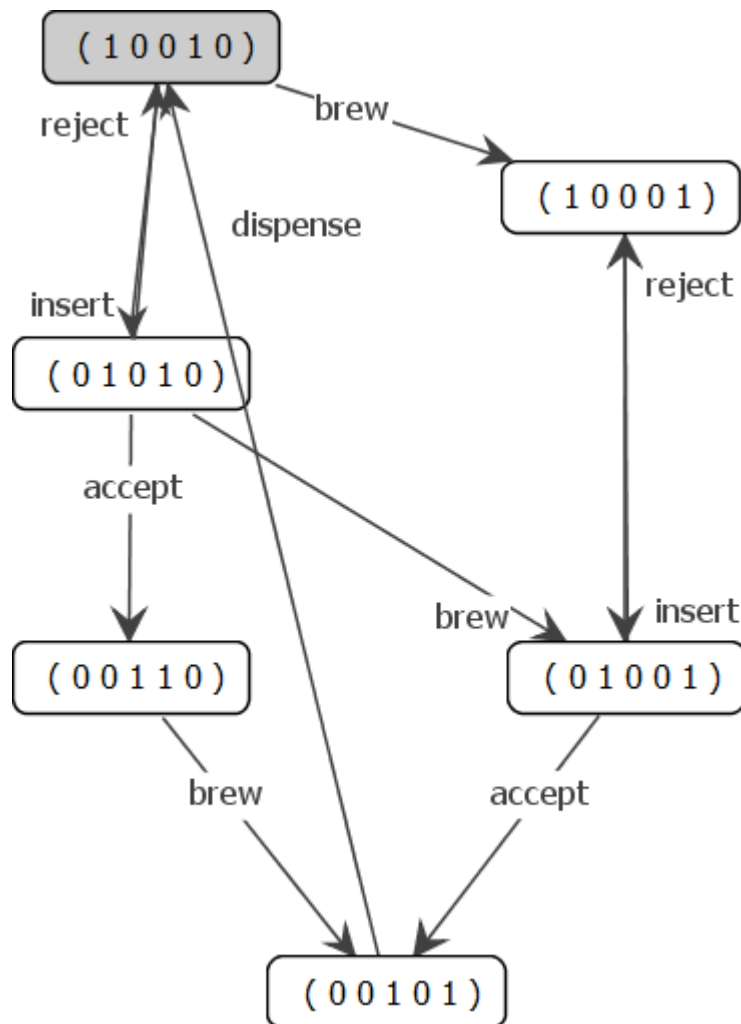 ( 1 0 0 1 0 )
reject
brew
( 1 0 0 0 1 )
dispense
reject
insert
( 0 1 0 1 0 )
accept
brew
insert
( 0 0 1 1 0 )
( 0 1 0 0 1 )
brew
accept
( 0 0 1 0 1 )